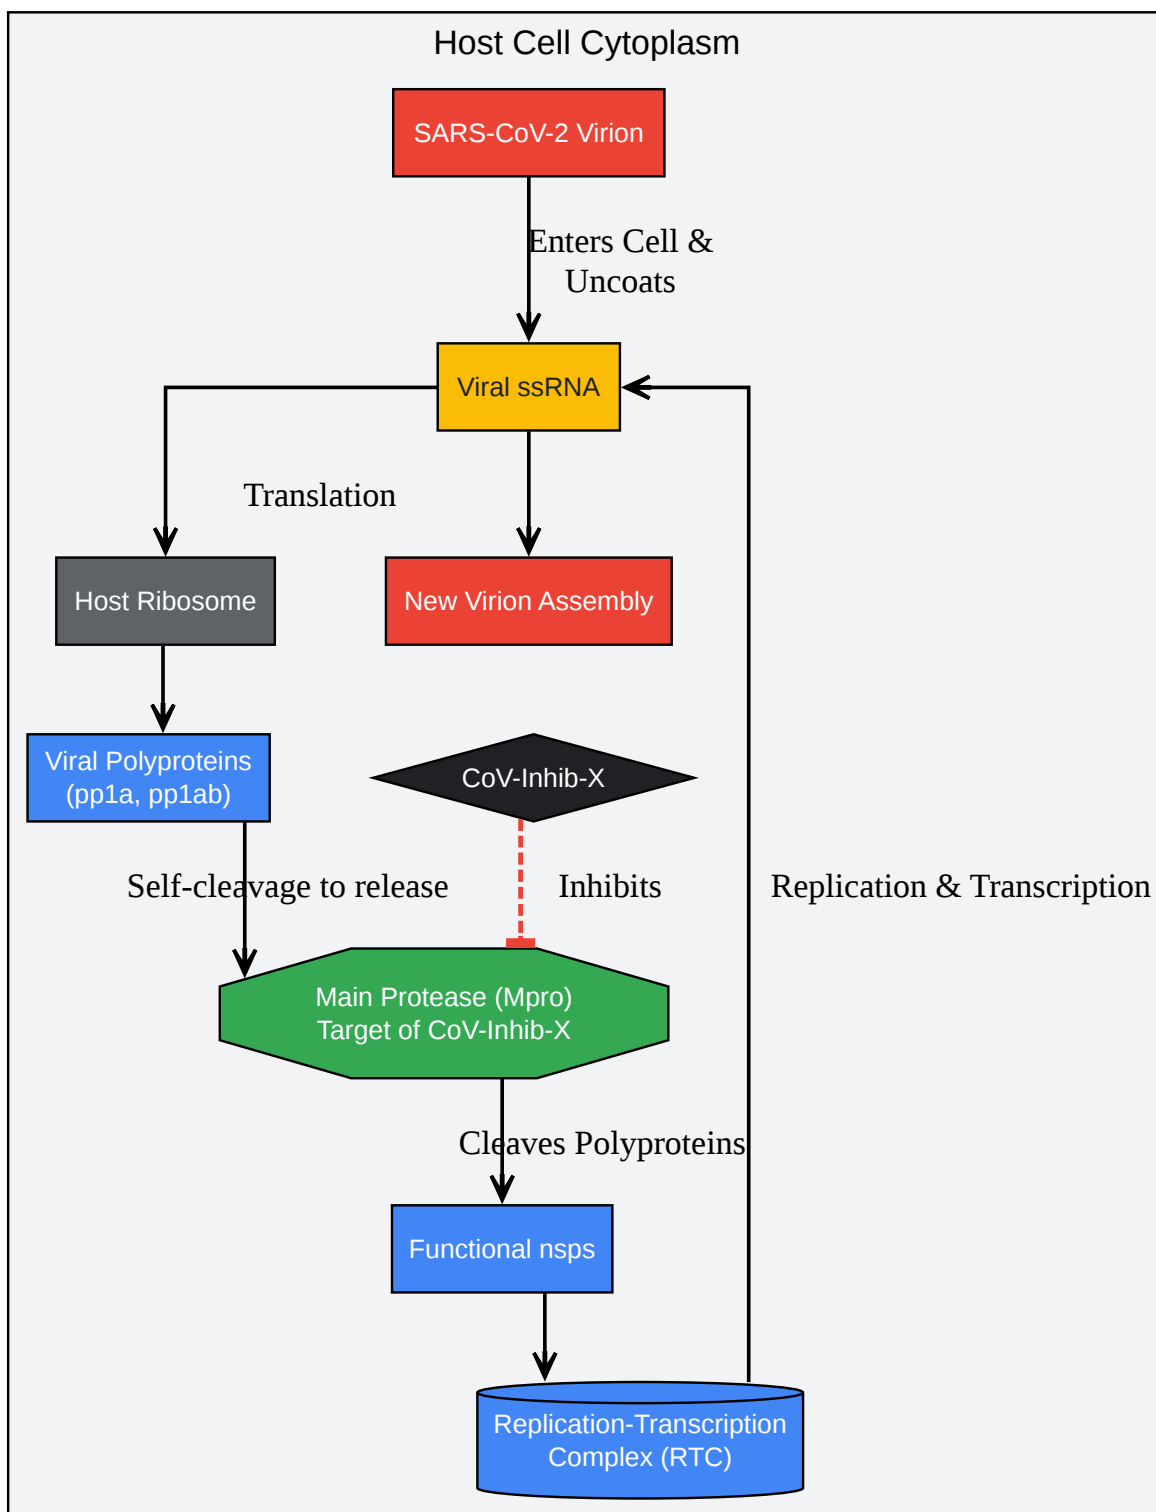 Host Cell Cytoplasm
SARS-CoV-2 Virion
Enters Cell &
Uncoats
Viral ssRNA
Translation
Host Ribosome
New Virion Assembly
Viral Polyproteins
(pp1a, pp1ab)
CoV-Inhib-X
Self-cleavage to release
Inhibits
Replication & Transcription
Main Protease (Mpro)
Target of CoV-Inhib-X
Cleaves Polyproteins
Functional nsps
Replication-Transcription
Complex (RTC)